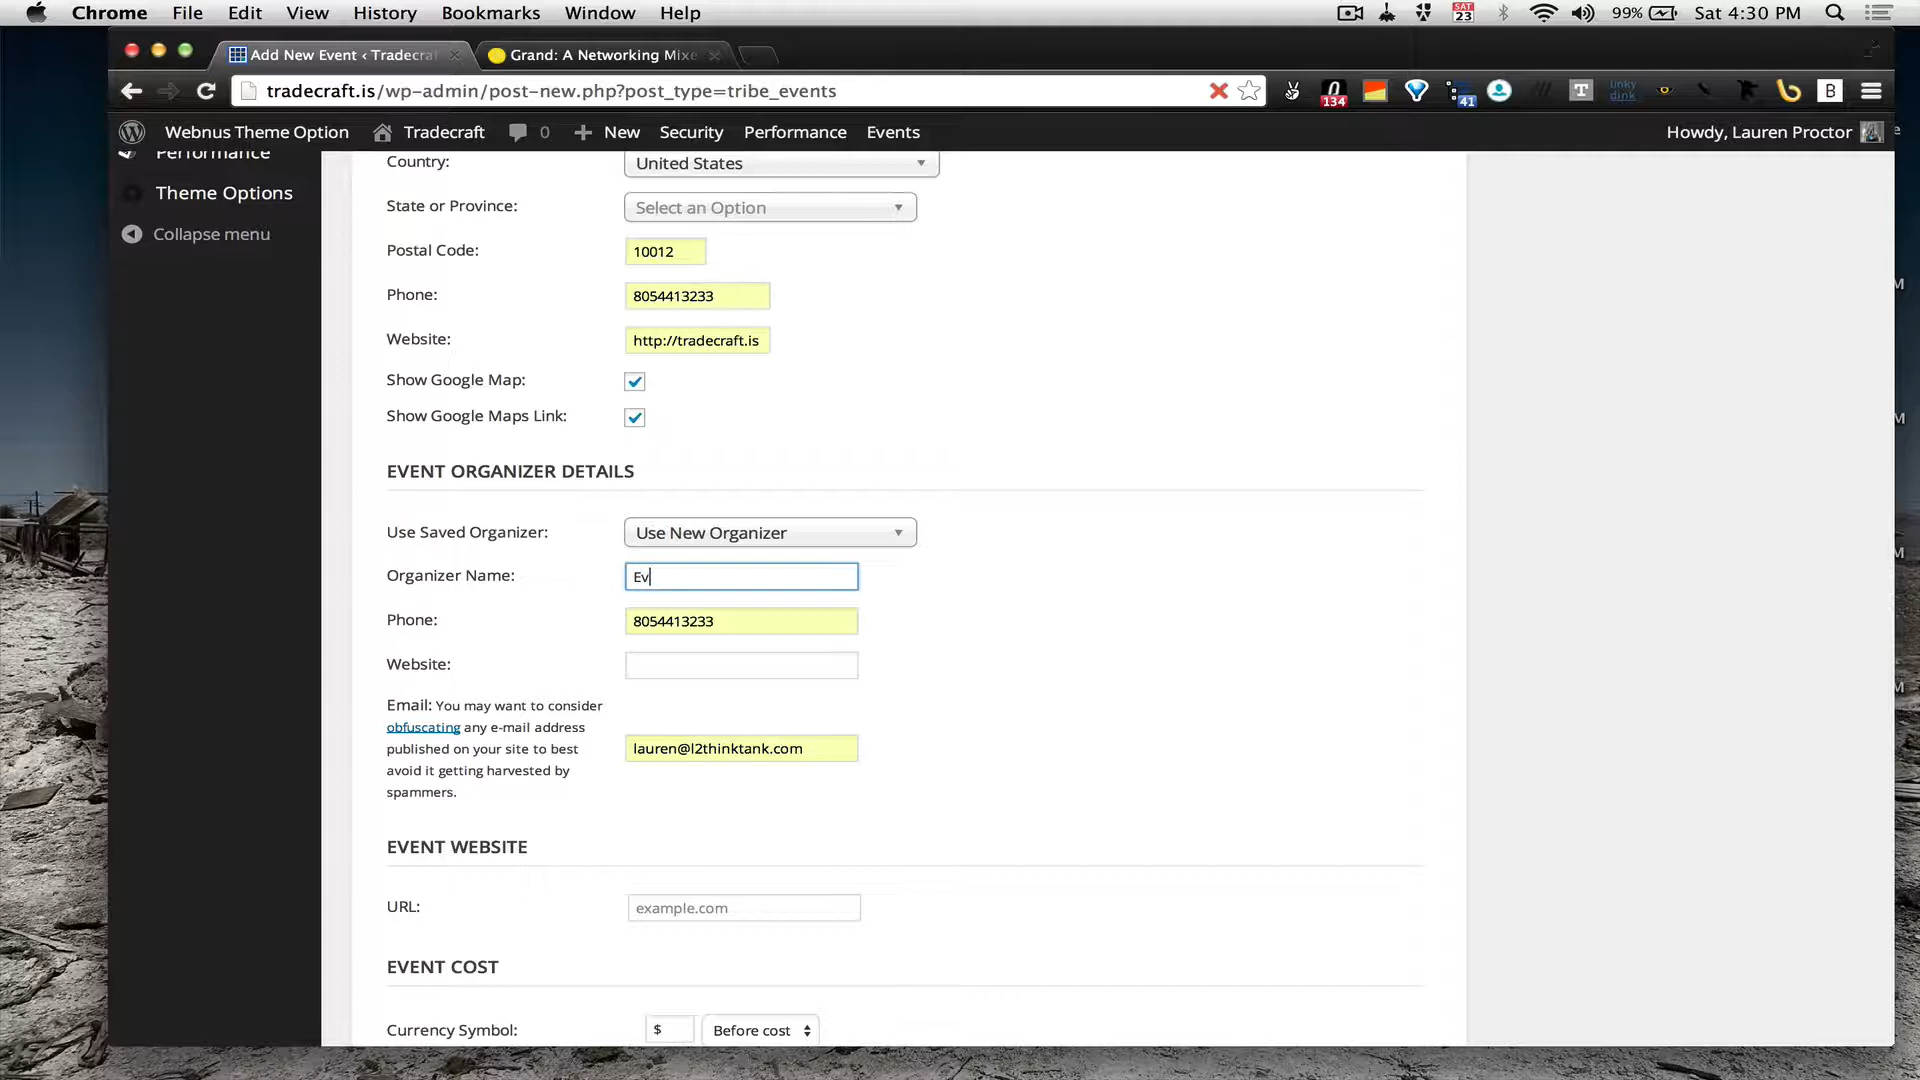 Chrome File Edit View History Bookmarks Window Help SAT 23 99% Sat 4:30 PM
Add New Event ‹ Tradecraf Grand: A Networking Mixe
tradecraft.is/wp-admin/post-new.php?post_type=tribe_events 134 41 T unky dink B
Webnus Theme Option Tradecraft 0 New Security Performance Events Howdy, Lauren Proctor
Performance
Theme Options
Collapse menu
Country: United States
State or Province: Select an Option
Postal Code: 10012
Phone: 8054413233
Website: http://tradecraft.is
Show Google Map:
Show Google Maps Link:
EVENT ORGANIZER DETAILS
Use Saved Organizer: Use New Organizer
Organizer Name: Ev
Phone: 8054413233
Website:
Email: You may want to consider
obfuscating any e-mail address
published on your site to best lauren@l2thinktank.com
avoid it getting harvested by
spammers.
EVENT WEBSITE
URL: example.com
EVENT COST
Currency Symbol: $ Before cost